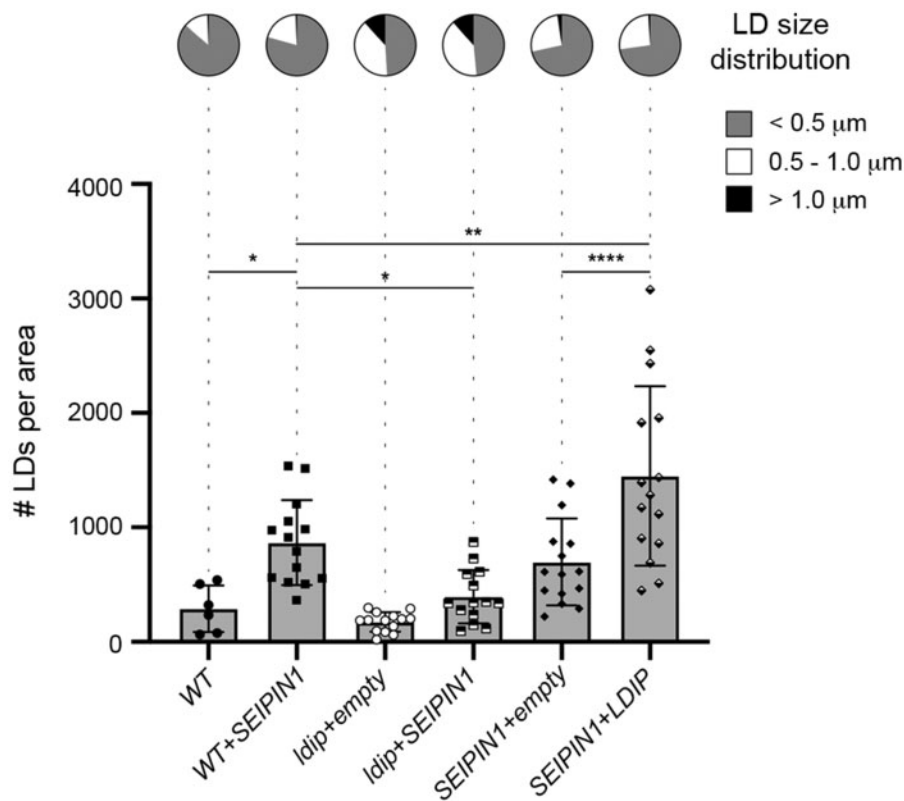 LD size
distribution
< 0.5 μm
0.5 - 1.0 μm
> 1.0 μm
# LDs per area
4000
3000
2000
1000
0
*
**
*
****
WT
WT+SEIPIN1
ldip+empty
ldip+SEIPIN1
SEIPIN1+empty
SEIPIN1+LDIP